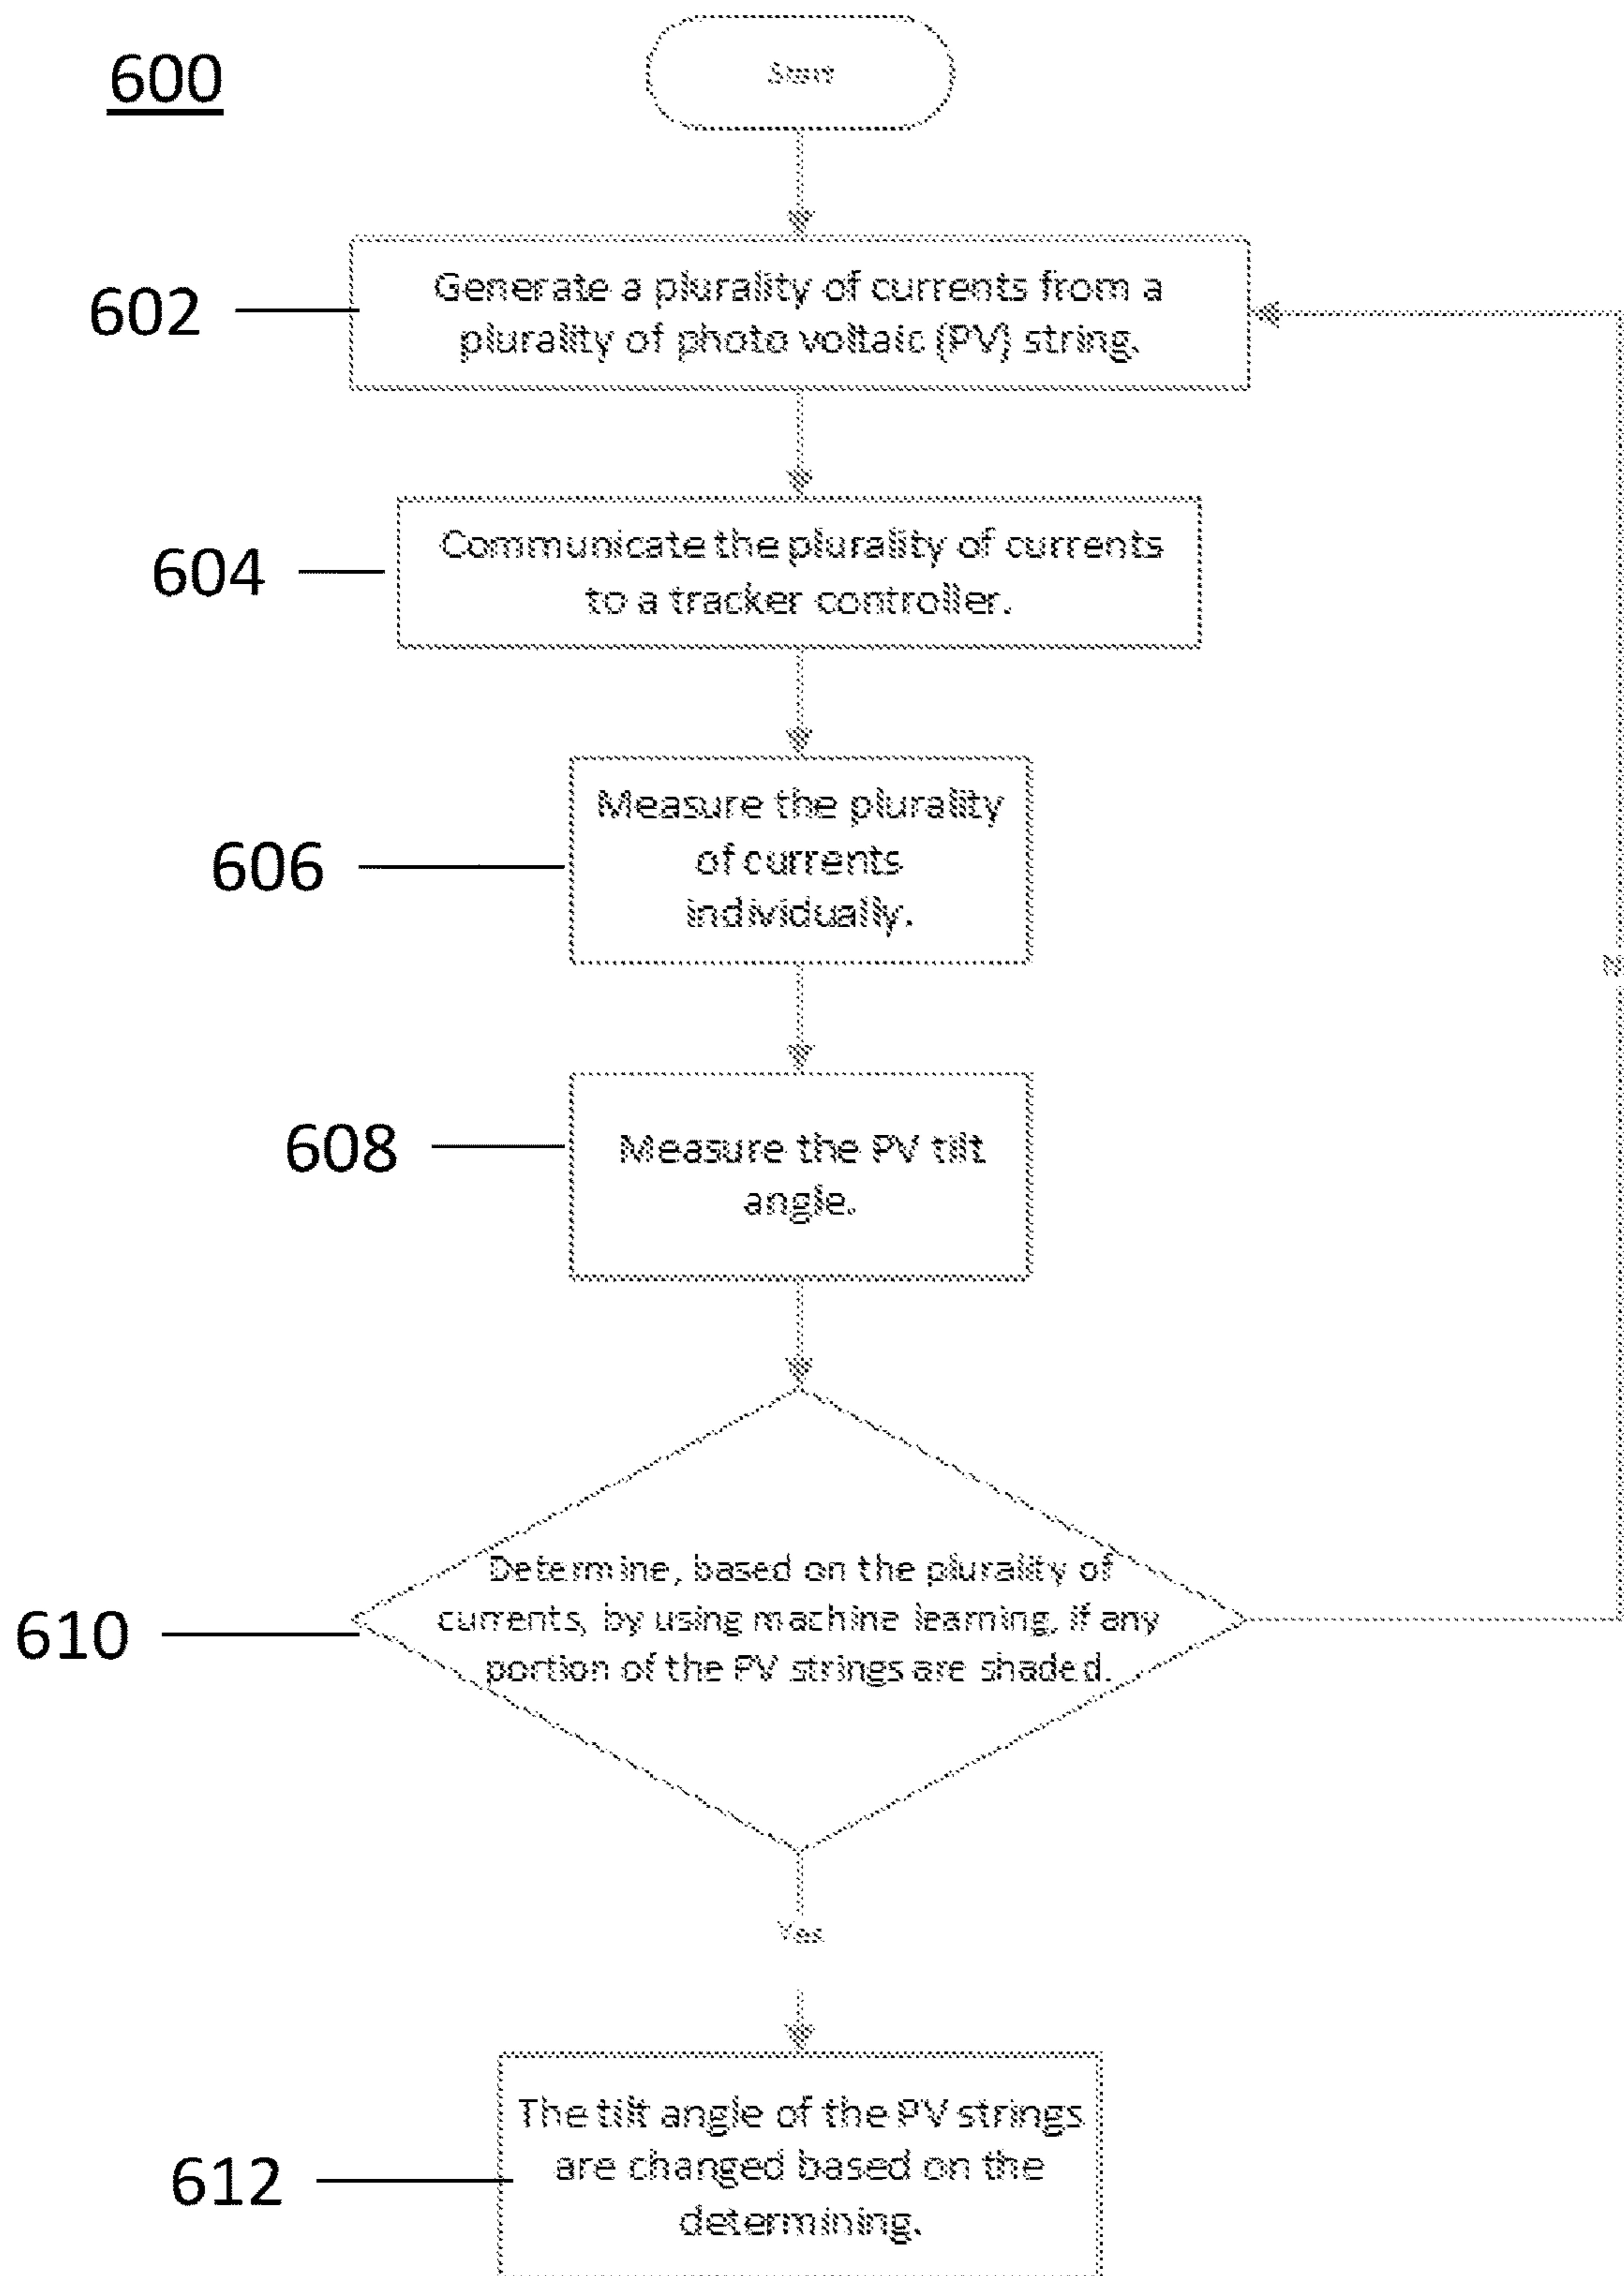 600
Start
602
Generate a plurality of currents from a
plurality of photo voltaic (PV) string.
604
Communicate the plurality of currents
to a tracker controller.
606
Measure the plurality
of currents
individually.
608
Measure the PV tilt
angle.
610
Determine, based on the plurality of
currents, by using machine learning, if any
portion of the PV strings are shaded.
Yes
612
The tilt angle of the PV strings
are changed based on the
determining.